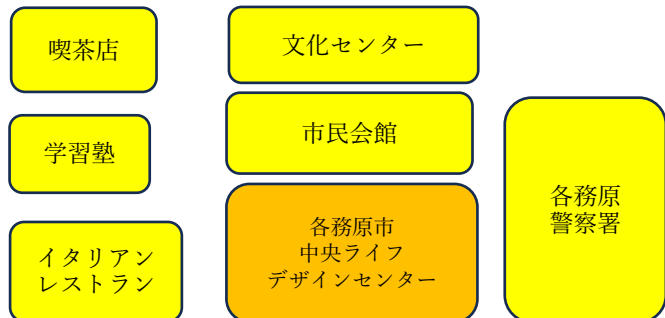 喫茶店
文化センター
学習塾
市民会館
イタリアン
レストラン
各務原市
中央ライフ
デザインセンター
各務原
警察署